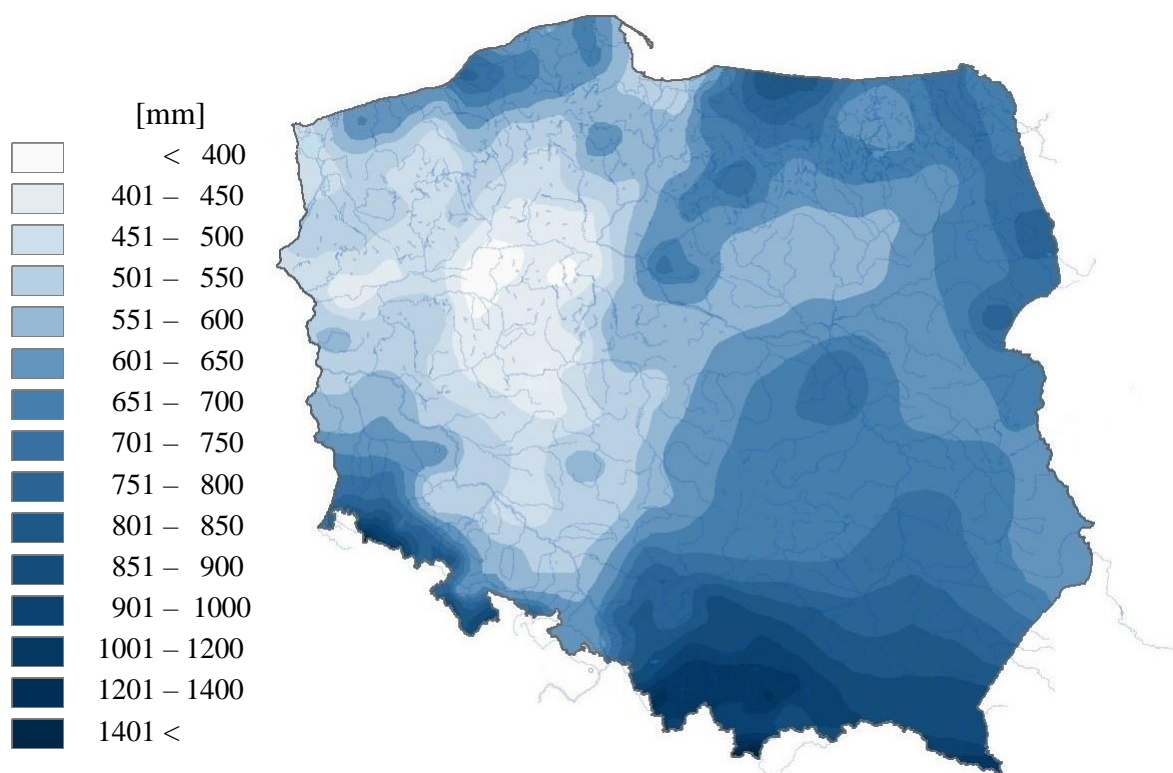 [mm]
< 400
401 – 450
451 – 500
501 – 550
551 – 600
601 – 650
651 – 700
701 – 750
751 – 800
801 – 850
851 – 900
901 – 1000
1001 – 1200
1201 – 1400
1401 <